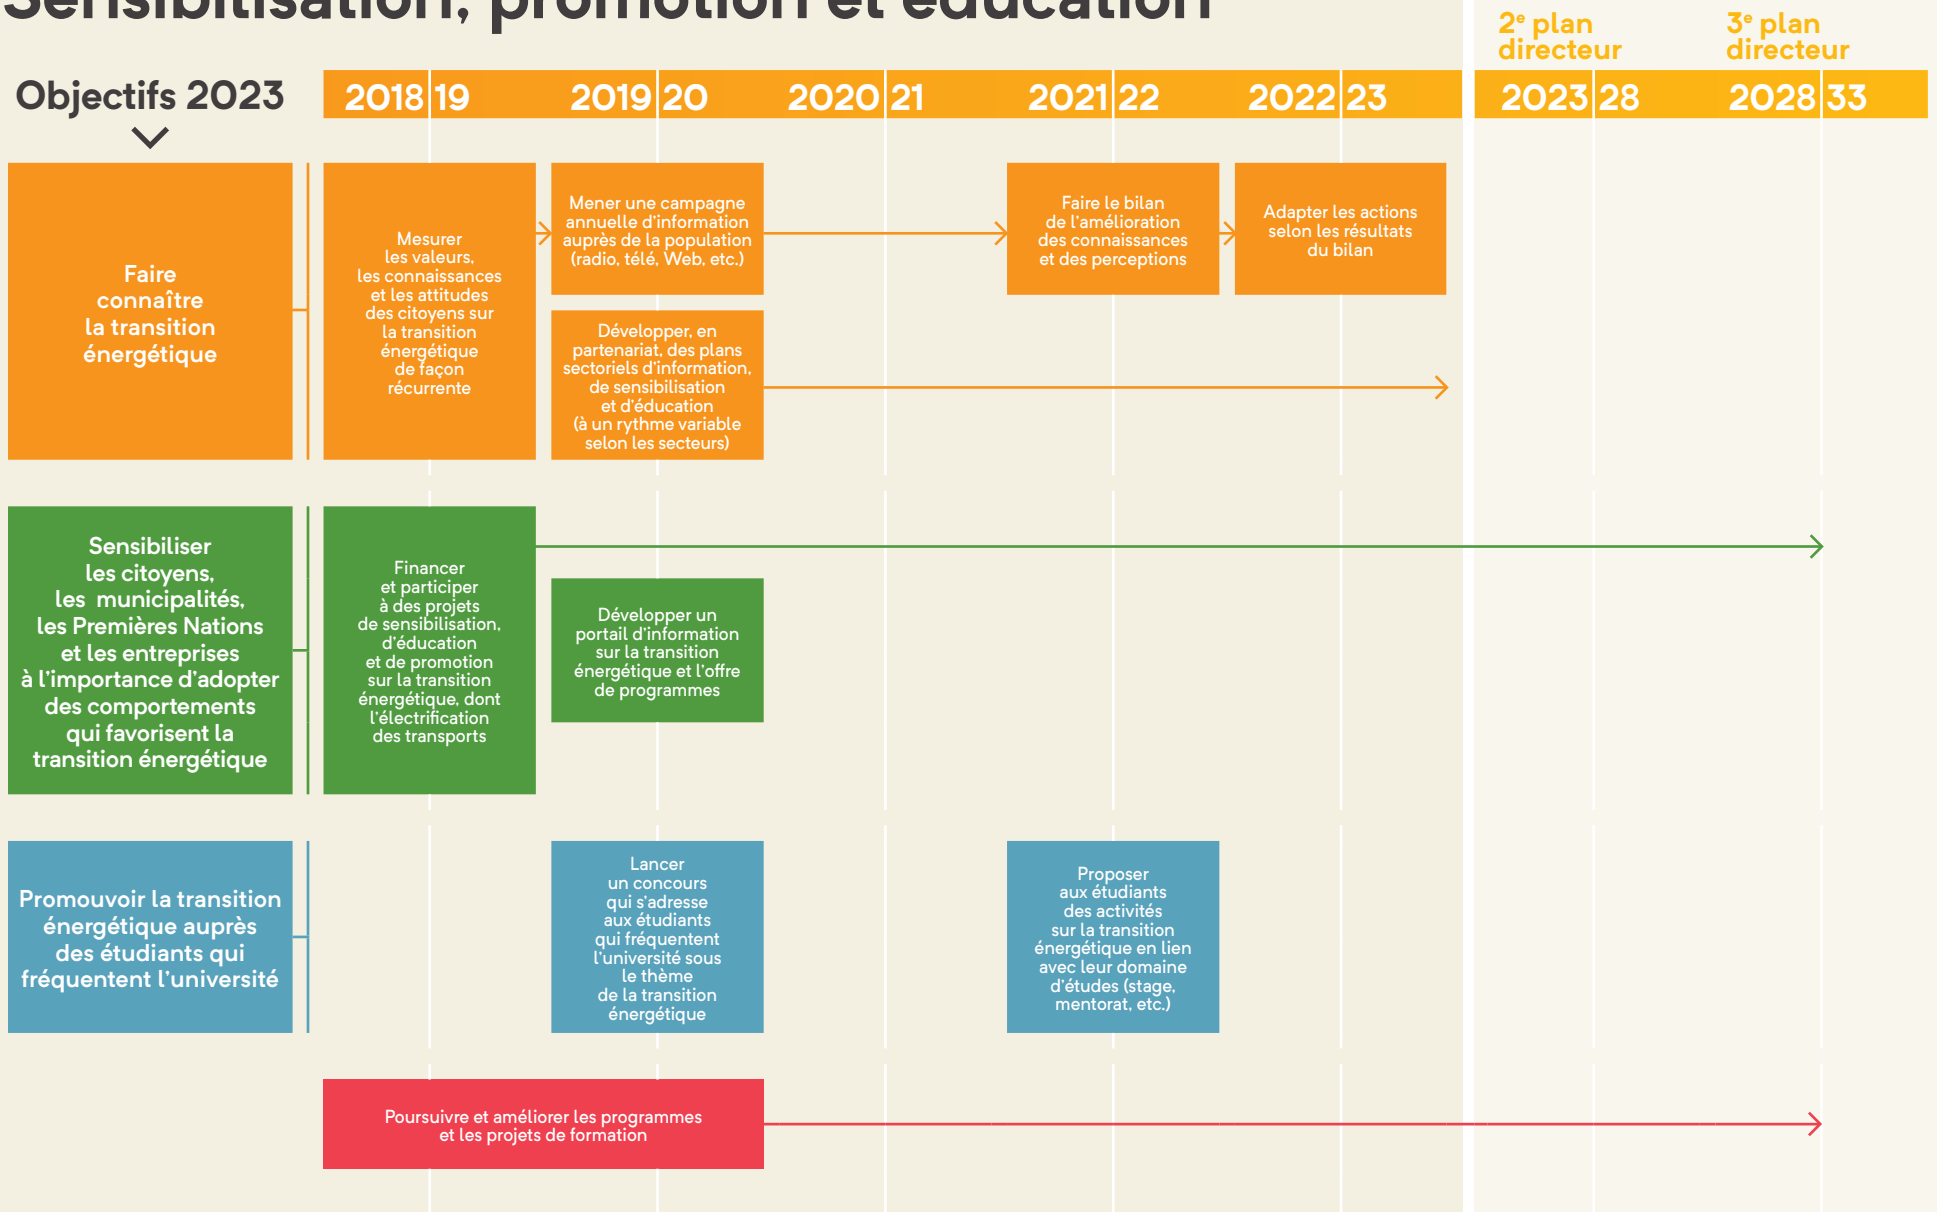 Sensibilisation, promotion et éducation
2e plan
directeur
3e plan
directeur
Objectifs 2023
2018 19
2019 20
2020 21
2021 22
2022 23
2023 28
2028 33
Faire
connaître
la transition
énergétique
Mesurer
les valeurs,
les connaissances
et les attitudes
des citoyens sur
la transition
énergétique
de façon
récurrente
Mener une campagne
annuelle d'information
auprès de la population
(radio, télé, Web, etc.)
Développer, en
partenariat, des plans
sectoriels d'information,
de sensibilisation
et d'éducation
(à un rythme variable
selon les secteurs)
Faire le bilan
de l'amélioration
des connaissances
et des perceptions
Adapter les actions
selon les résultats
du bilan
Sensibiliser
les citoyens,
les municipalités,
les Premières Nations
et les entreprises
à l'importance d'adopter
des comportements
qui favorisent la
transition énergétique
Financer
et participer
à des projets
de sensibilisation,
d'éducation
et de promotion
sur la transition
énergétique, dont
l'électrification
des transports
Développer un
portail d'information
sur la transition
énergétique et l'offre
de programmes
Promouvoir la transition
énergétique auprès
des étudiants qui
fréquentent l'université
Lancer
un concours
qui s'adresse
aux étudiants
qui fréquentent
l'université sous
le thème
de la transition
énergétique
Proposer
aux étudiants
des activités
sur la transition
énergétique en lien
avec leur domaine
d'études (stage,
mentorat, etc.)
Poursuivre et améliorer les programmes
et les projets de formation